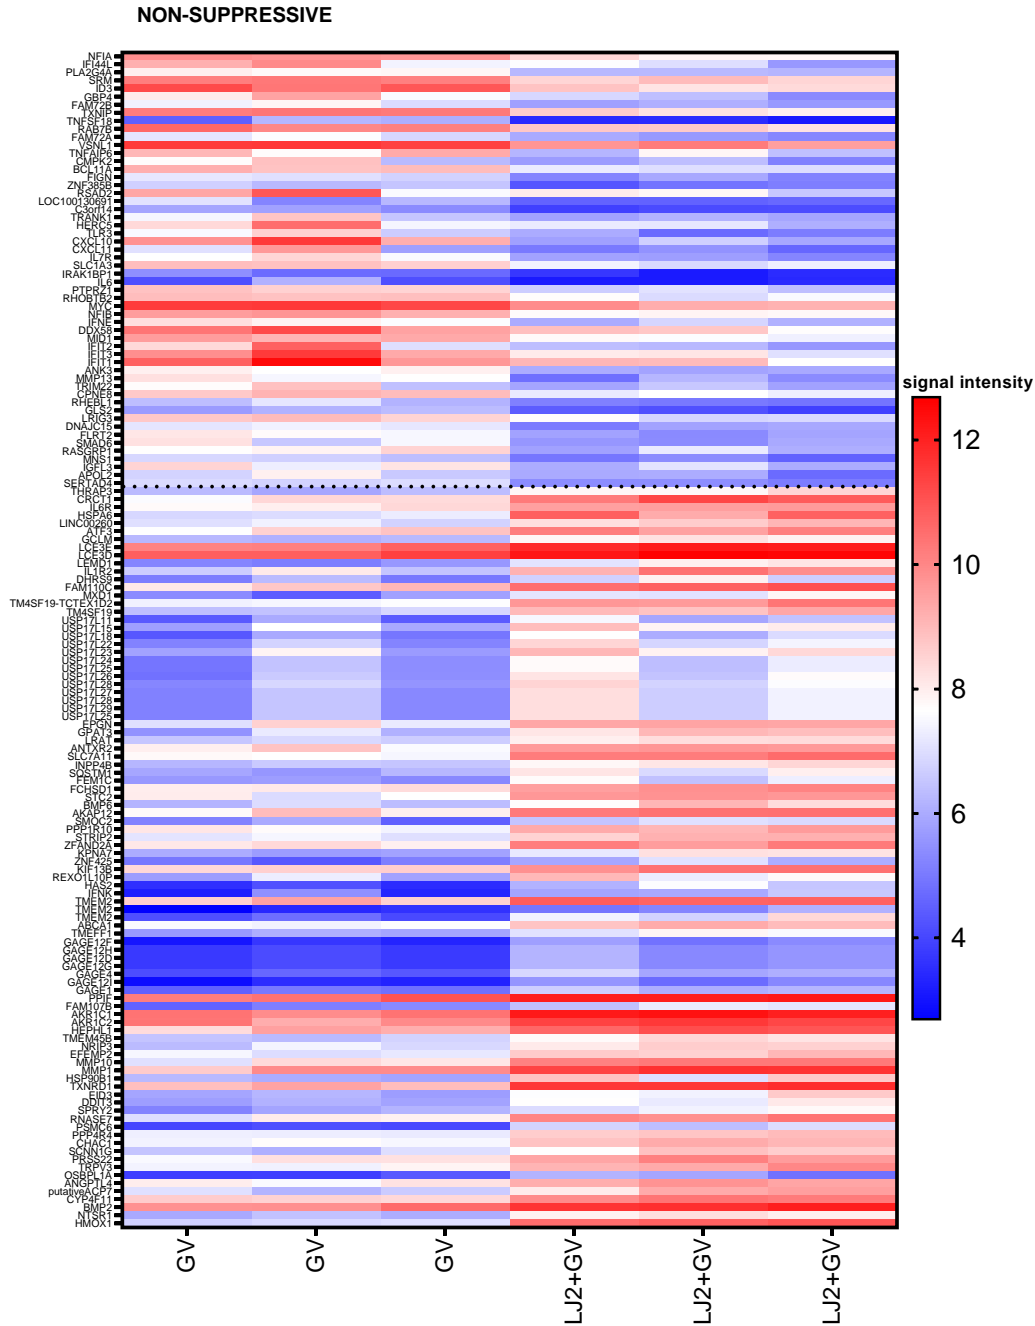 NON-SUPPRESSIVE
NFIA
IFI44L
PLA2G4A
SRM
ID3
GBP4
FAM72B
TXNIP
TNFSF18
RAB7B
FAM72A
VSNL1
TNFAIP6
CMPK2
BCL11A
FIGN
ZNF385B
RSAD2
LOC100130691
C3orf14
TRANK1
HERC5
TLR3
CXCL10
CXCL11
IL7R
SLC1A3
IRAK1BP1
IL6
PTPRZ1
RHOBTB2
MYC
NFIB
IFNE
DDX58
MID1
IFIT2
IFIT3
IFIT1
ANK3
MMP13
TRIM22
CPNE8
RHEBL1
GLS2
LRIG3
DNAJC15
FLRT2
SMAD6
RASGRP1
MNS1
IGFL3
APOL2
SERTAD4
THRAP3
CRCT1
IL6R
HSPA6
LINC00260
ATF3
GCLM
LCE3E
LCE3D
LEMD1
IL1R2
DHRS9
FAM110C
MXD1
TM4SF19-TCTEX1D2
TM4SF19
USP17L11
USP17L15
USP17L18
USP17L22
USP17L23
USP17L24
USP17L25
USP17L26
USP17L28
USP17L27
USP17L28
USP17L29
USP17L25
EPGN
GPAT3
LRAT
ANTXR2
SLC7A11
INPP4B
SQSTM1
FEM1C
FCHSD1
STC2
BMP6
AKAP12
SMOC2
PPP1R10
STRIP2
ZFAND2A
KPNA7
ZNF425
KIF13B
REXO1L10P
HAS2
IFNK
TMEM2
TMEM2
TMEM2
ABCA1
TMEFF1
GAGE12F
GAGE12H
GAGE12D
GAGE12G
GAGE4
GAGE12I
GAGE1
PPIF
FAM107B
AKR1C1
AKR1C2
HEPHL1
TMEM45B
NRIP3
EFEMP2
MMP10
MMP1
HSP90B1
TXNRD1
EID3
DDIT3
SPRY2
RNASE7
PSMC6
PPP4R4
CHAC1
SCNN1G
PRSS22
TRPV3
OSBPL1A
ANGPTL4
putativeACP7
CYP4F11
BMP2
NTSR1
HMOX1
GV
GV
GV
LJ2+GV
LJ2+GV
LJ2+GV
signal intensity
12
10
8
6
4